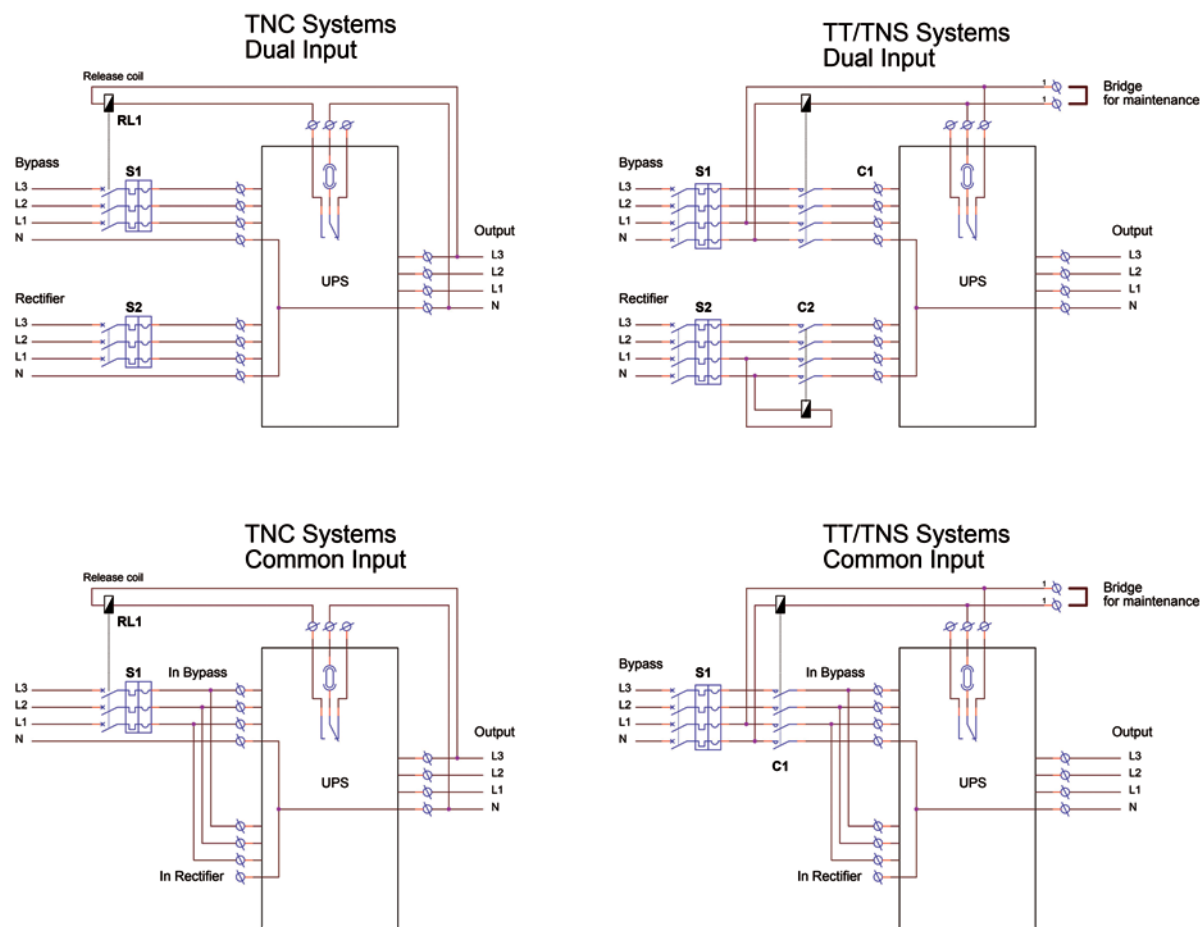 TNC Systems
Dual Input
Release coil
RL1
Bypass
S1
L3
L2
L1
N
Output
L3
L2
L1
N
UPS
Rectifier
S2
L3
L2
L1
N
TT/TNS Systems
Dual Input
1
1
Bridge
for maintenance
Bypass
S1
C1
L3
L2
L1
N
Output
L3
L2
L1
N
UPS
Rectifier
S2
C2
L3
L2
L1
N
TNC Systems
Common Input
Release coil
RL1
S1
In Bypass
L3
L2
L1
N
Output
L3
L2
L1
N
UPS
In Rectifier
TT/TNS Systems
Common Input
1
1
Bridge
for maintenance
Bypass
S1
In Bypass
L3
L2
L1
N
C1
Output
L3
L2
L1
N
UPS
In Rectifier